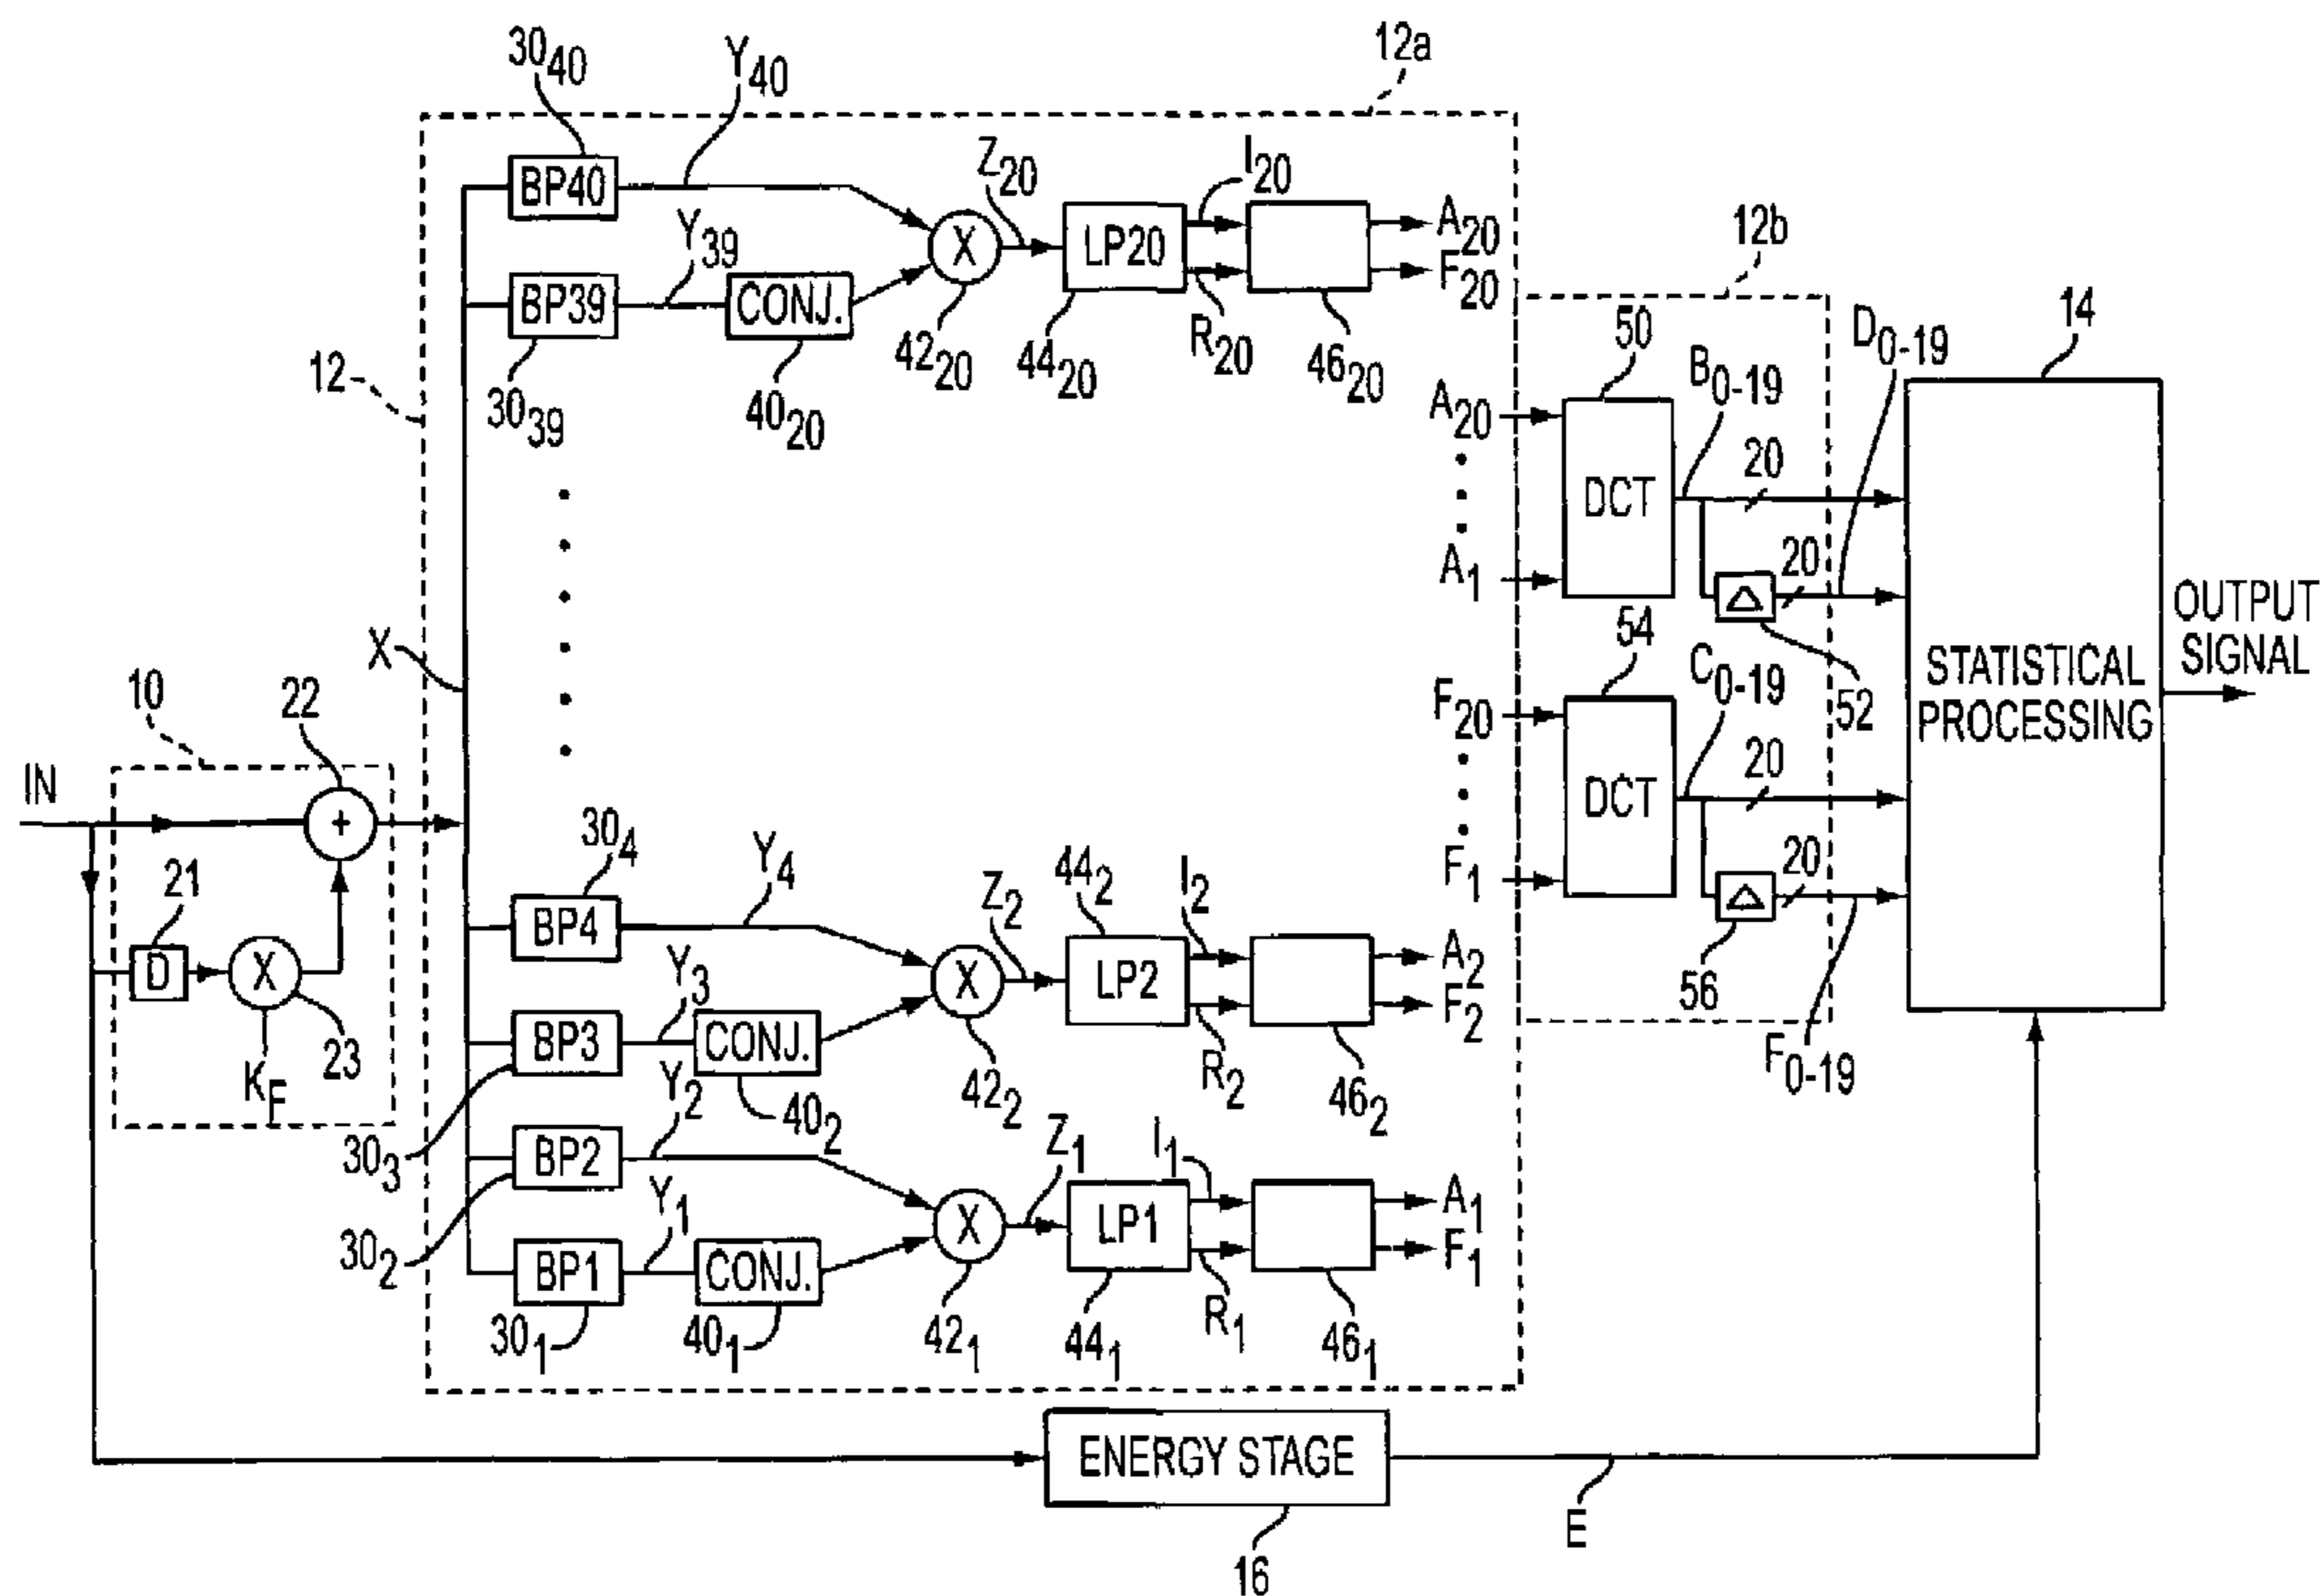 30₄₀
Y₄₀
12a
BP40
Z₂₀
I₂₀
A₂₀
Y₃₉
X
LP20
F₂₀
12b
BP39
CONJ.
R₂₀
42₂₀
44₂₀
46₂₀
30₃₉
40₂₀
12
50
D₀₋₁₉
14
B₀₋₁₉
A₂₀
20
DCT
A₁
20
Δ
OUTPUT
SIGNAL
X
54
C₀₋₁₉
STATISTICAL
PROCESSING
52
10
22
F₂₀
20
IN
+
DCT
30₄
Y₄
44₂
I₂
Z₂
F₁
20
Δ
21
BP4
A₂
D
X
Y₃
X
LP2
F₂
56
BP3
CONJ.
R₂
F₀₋₁₉
K_F
23
Y₂
42₂
46₂
30₃
40₂
BP2
Z₁
I₁
A₁
30₂
Y₁
X
LP1
F₁
BP1
CONJ.
R₁
30₁
40₁
42₁
44₁
46₁
ENERGY STAGE
E
16